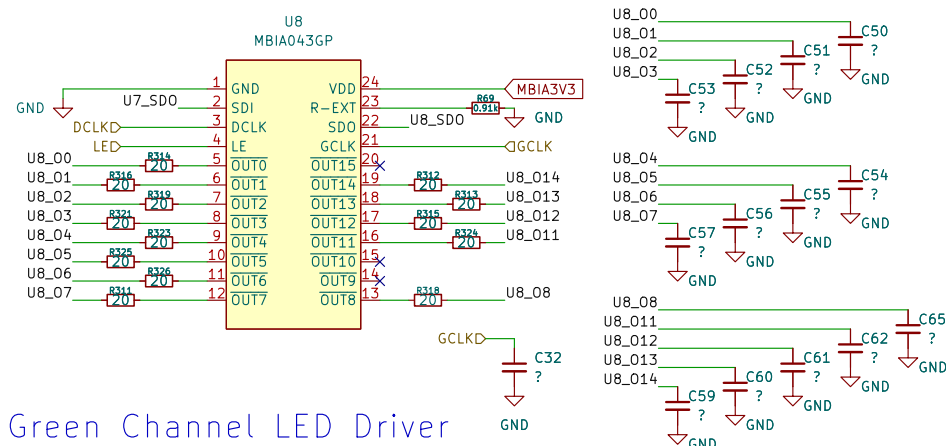 U8
MBIA043GP
1 GND VDD 24 MBIA3V3
GND U7_SDO 2 SDI R-EXT 23 R69 0.91k GND
DCLK 3 DCLK SDO 22 U8_SDO
LE 4 LE GCLK 21 GCLK
U8_O0 R314 20 5 OUT0 OUT15 20
U8_O1 R316 20 6 OUT1 OUT14 19 R312 20 U8_O14
U8_O2 R319 20 7 OUT2 OUT13 18 R313 20 U8_O13
U8_O3 R321 20 8 OUT3 OUT12 17 R315 20 U8_O12
U8_O4 R323 20 9 OUT4 OUT11 16 R324 20 U8_O11
U8_O5 R325 20 10 OUT5 OUT10 15
U8_O6 R326 20 11 OUT6 OUT9 14
U8_O7 R311 20 12 OUT7 OUT8 13 R318 20 U8_O8
GCLK
C32
?
GND
Green Channel LED Driver
U8_O0
C50
?
GND
U8_O1
C51
?
GND
U8_O2
C52
?
GND
U8_O3
C53
?
GND
U8_O4
C54
?
GND
U8_O5
C55
?
GND
U8_O6
C56
?
GND
U8_O7
C57
?
GND
U8_O8
C65
?
GND
U8_O11
C62
?
GND
U8_O12
C61
?
GND
U8_O13
C60
?
GND
U8_O14
C59
?
GND